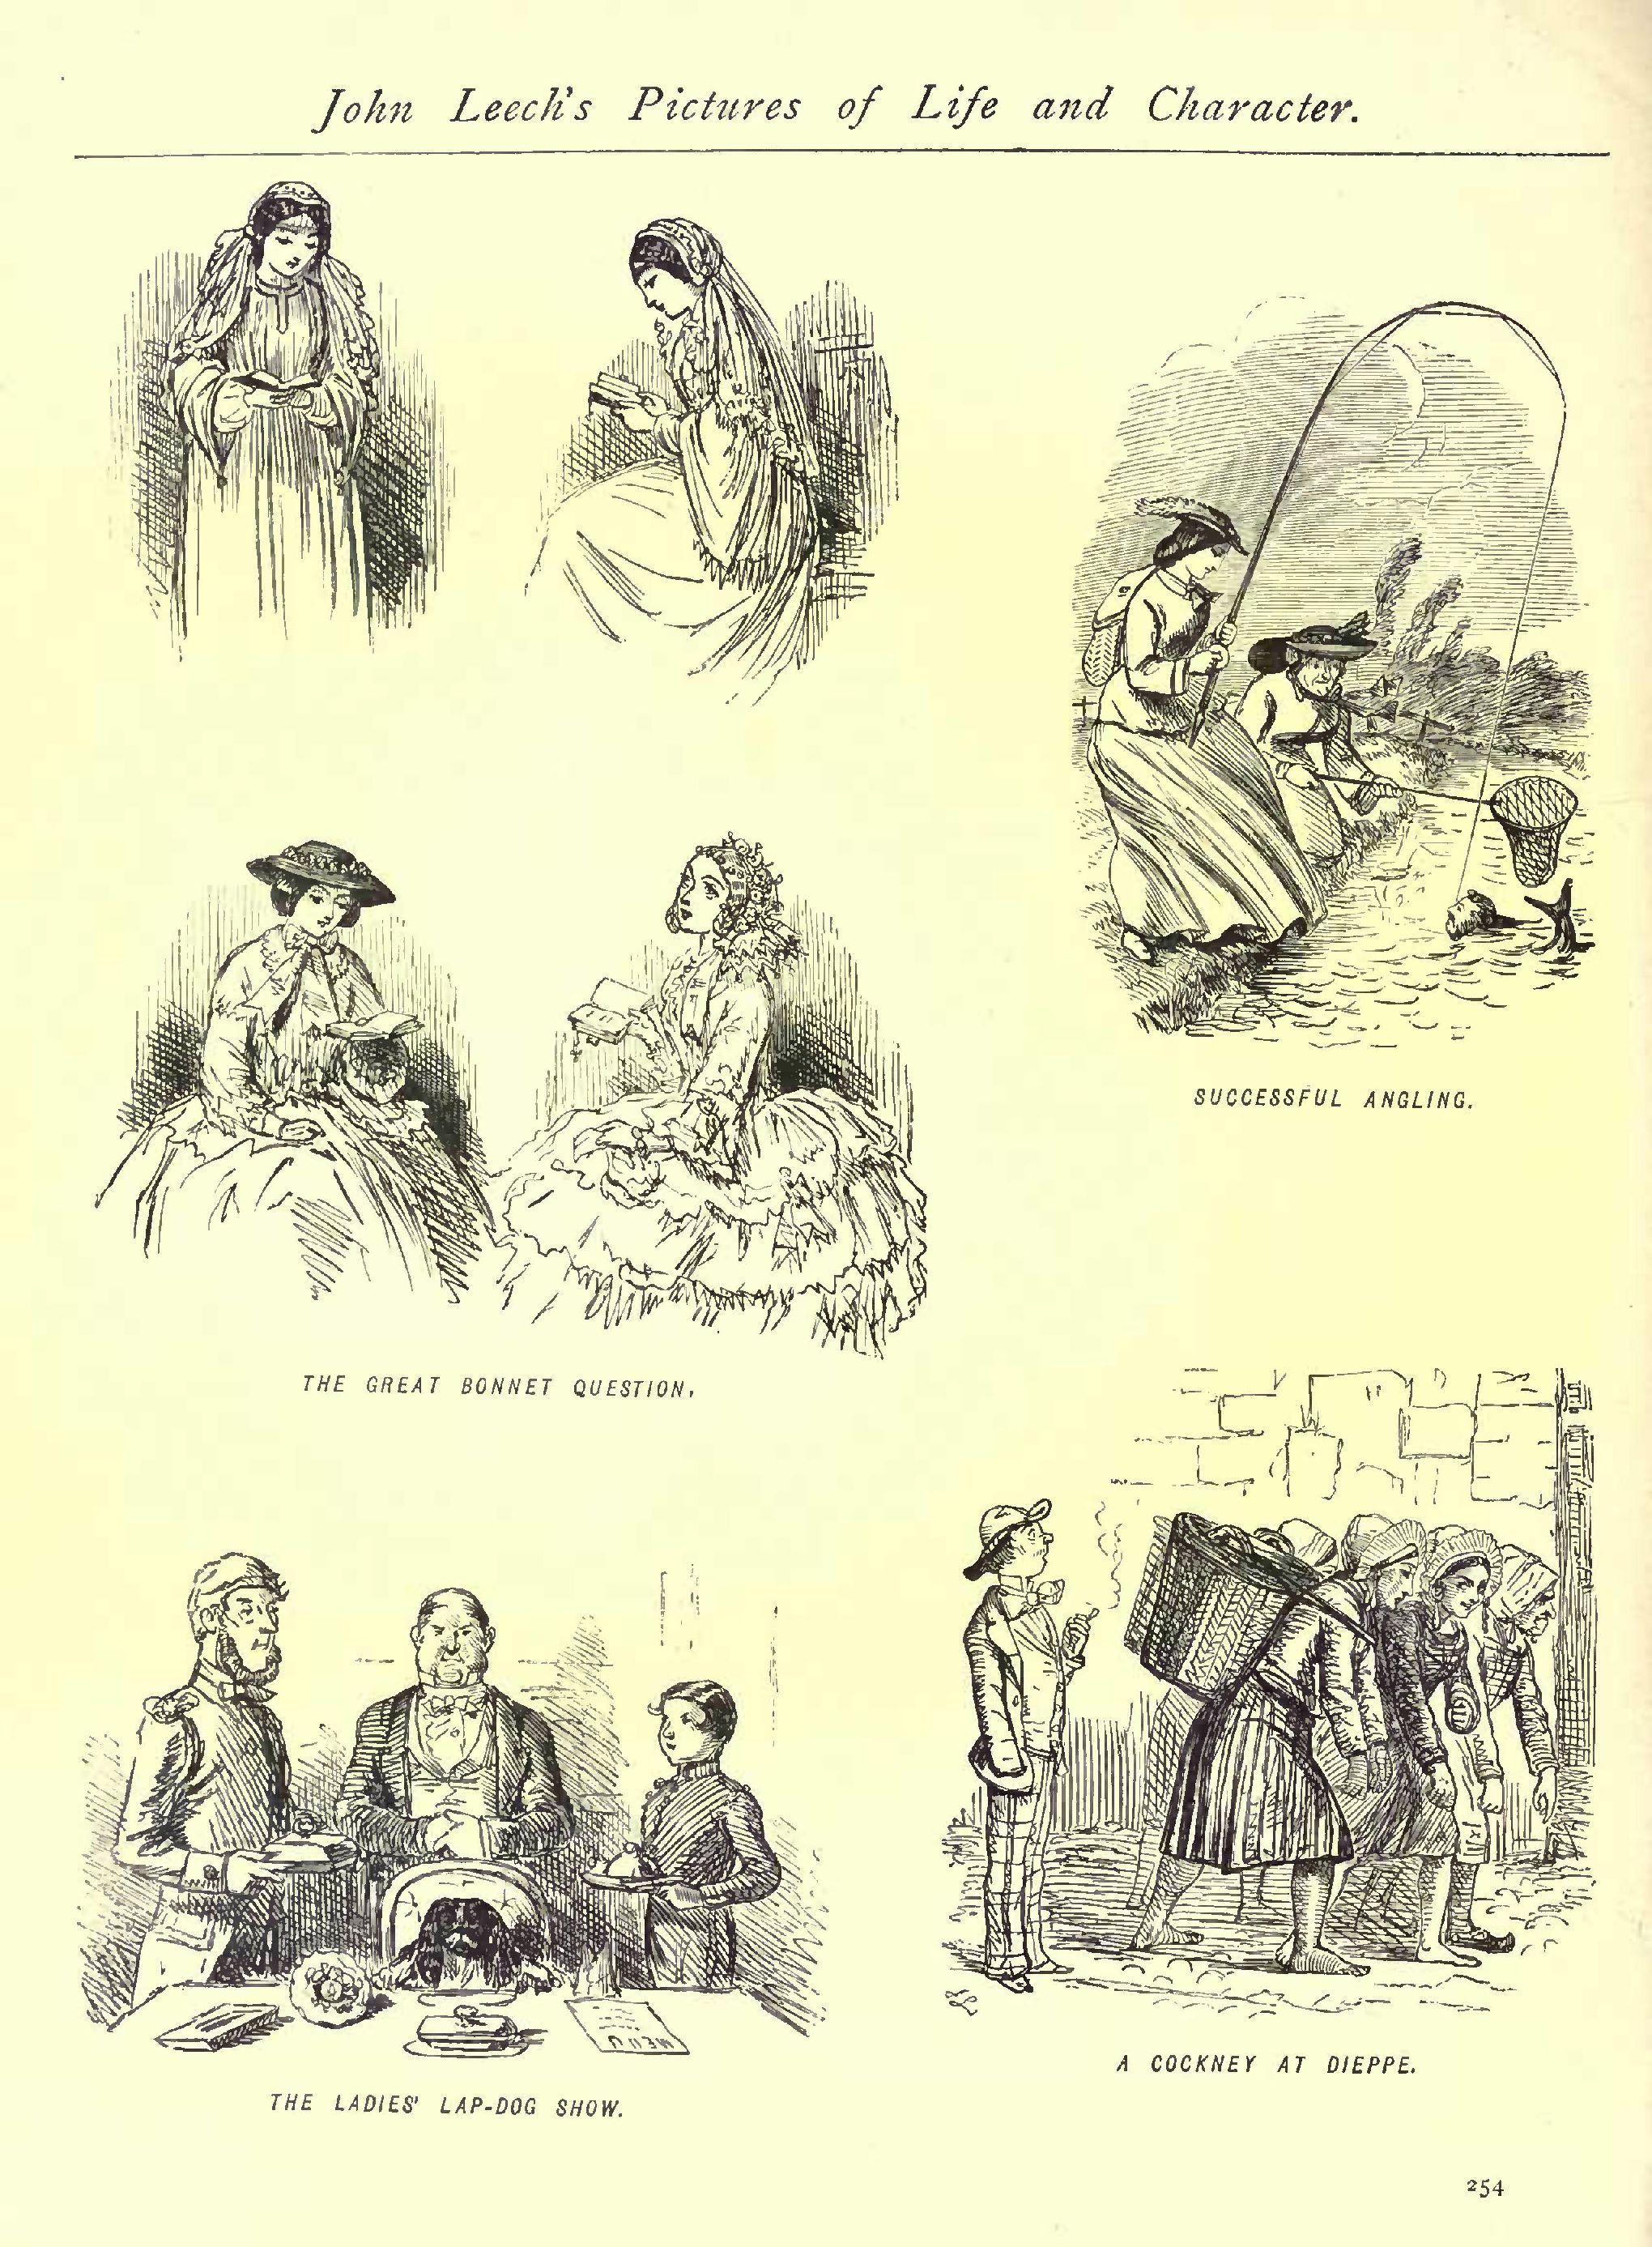 John Leech's Pictures of Life and Character.
SUCCESSFUL ANGLING.
THE GREAT BONNET QUESTION.
MENU
A COCKNEY AT DIEPPE.
THE LADIES' LAP-DOG SHOW.
254